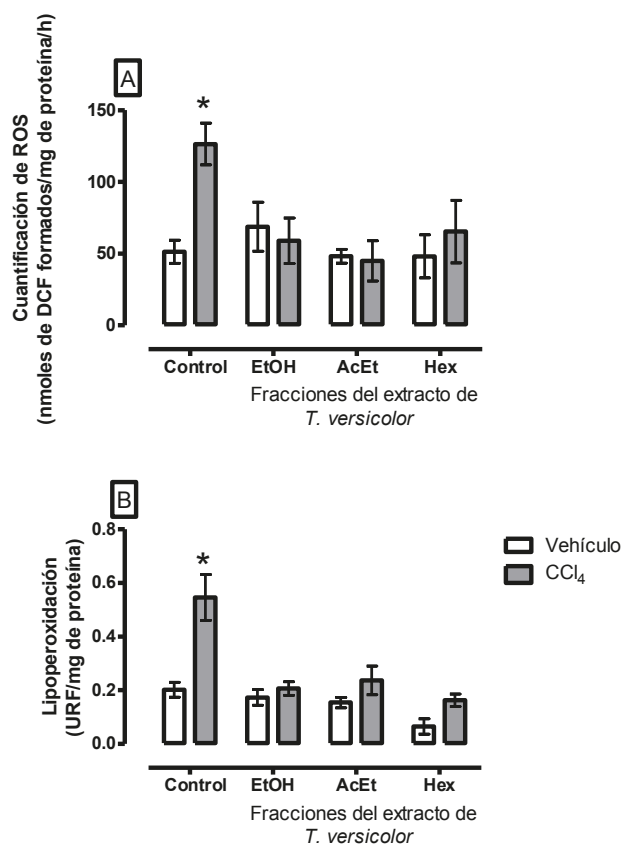 A
Cuantificación de ROS
(nmoles de DCF formados/mg de proteína/h)
150
100
50
0
*
Control EtOH AcEt Hex
Fracciones del extracto de
T. versicolor
B
Lipoperoxidación
(URF/mg de proteína)
0.8
0.6
0.4
0.2
0.0
*
Vehículo
CCl₄
Control EtOH AcEt Hex
Fracciones del extracto de
T. versicolor